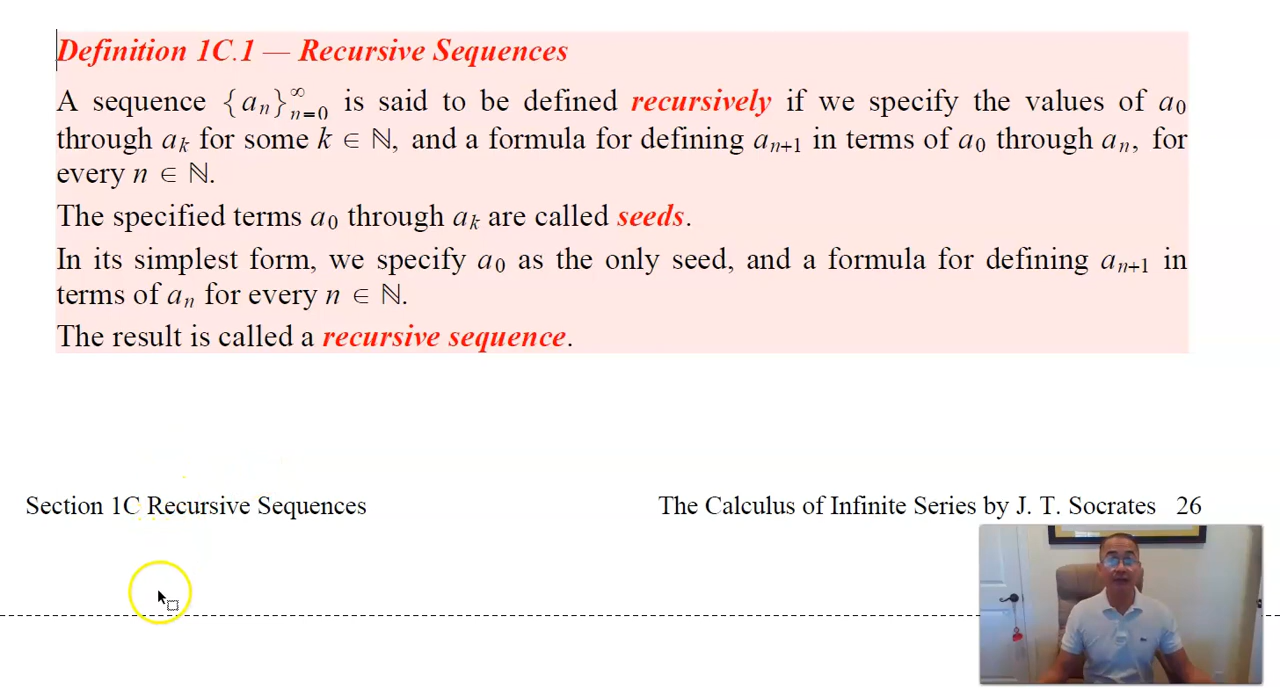 Definition 1C.1 — Recursive Sequences
A sequence {aₙ}ₙ₌₀^∞ is said to be defined recursively if we specify the values of a₀
through aₖ for some k ∈ ℕ, and a formula for defining aₙ₊₁ in terms of a₀ through aₙ, for
every n ∈ ℕ.
The specified terms a₀ through aₖ are called seeds.
In its simplest form, we specify a₀ as the only seed, and a formula for defining aₙ₊₁ in
terms of aₙ for every n ∈ ℕ.
The result is called a recursive sequence.
Section 1C Recursive Sequences
The Calculus of Infinite Series by J. T. Socrates 26